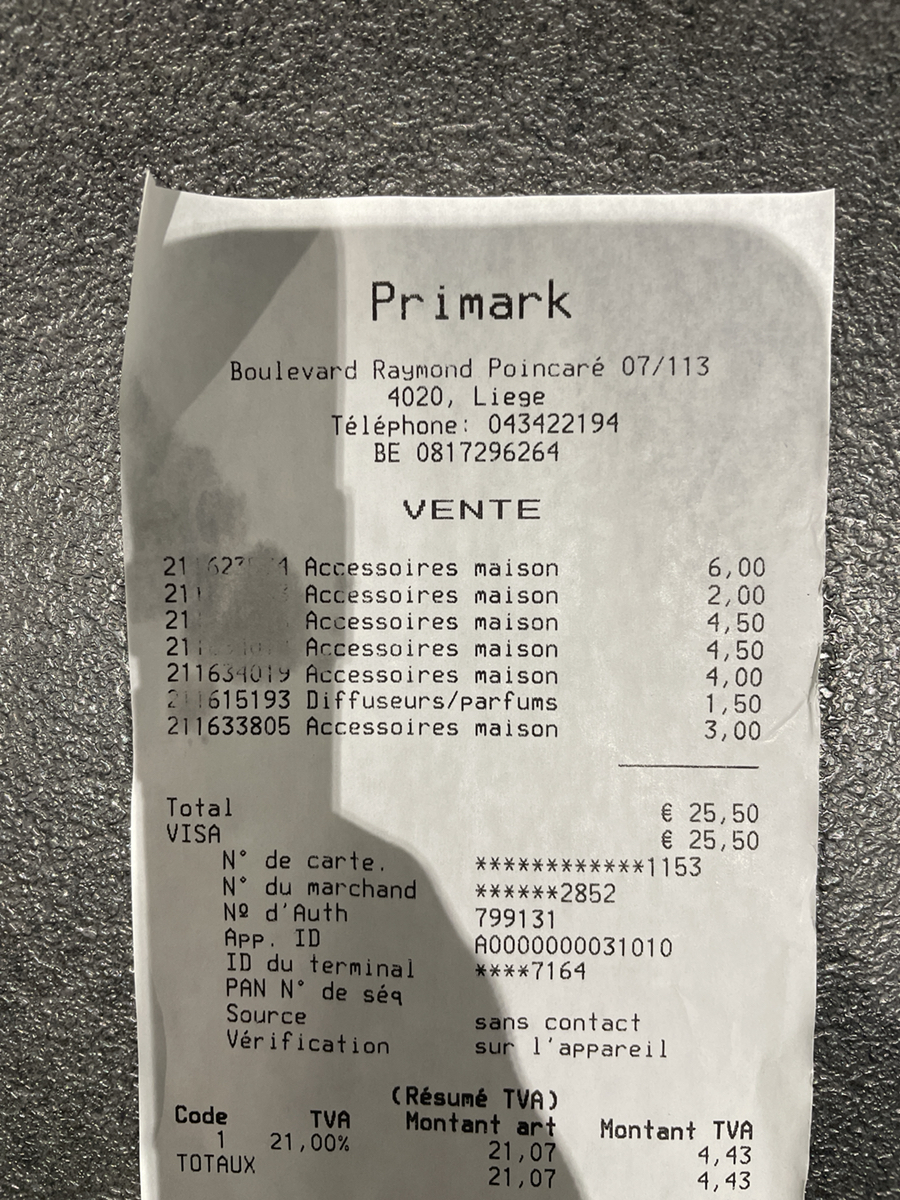 Primark
Boulevard Raymond Poincaré 07/113
4020, Liege
Téléphone: 043422194
BE 0817296264
VENTE
Accessoires maison 6,00
Accessoires maison 2,00
Accessoires maison 4,50
Accessoires maison 4,50
211634019 Accessoires maison 4,00
Diffuseurs/parfums 1,50
211633805 Accessoires maison 3,00
Total € 25,50
VISA € 25,50
N° de carte. ************1153
N° du marchand ******2852
Nº d'Auth 799131
App. ID A0000000031010
ID du terminal ****7164
PAN N° de séq
Source sans contact
Vérification sur l'appareil
(Résumé TVA)
Code TVA Montant art Montant TVA
1 21,00% 21,07 4,43
TOTAUX 21,07 4,43